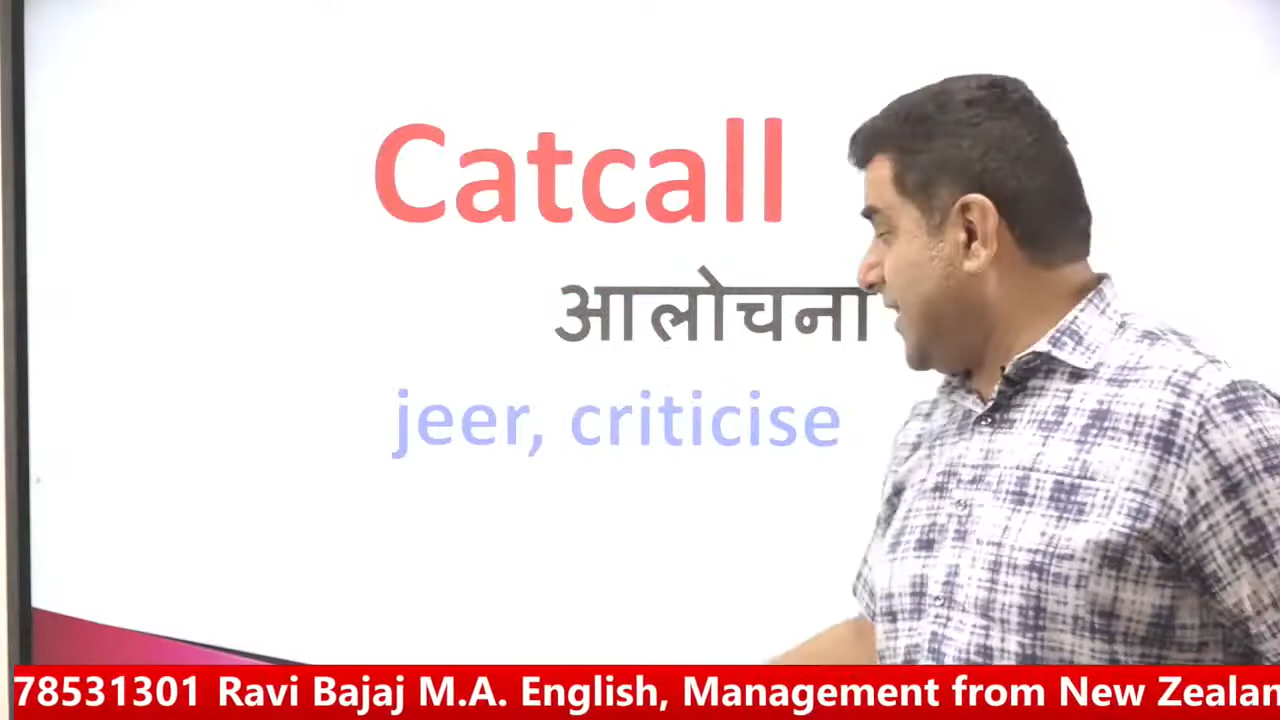 Catcall
आलोचना
jeer, criticise
78531301 Ravi Bajaj M.A. English, Management from New Zealan